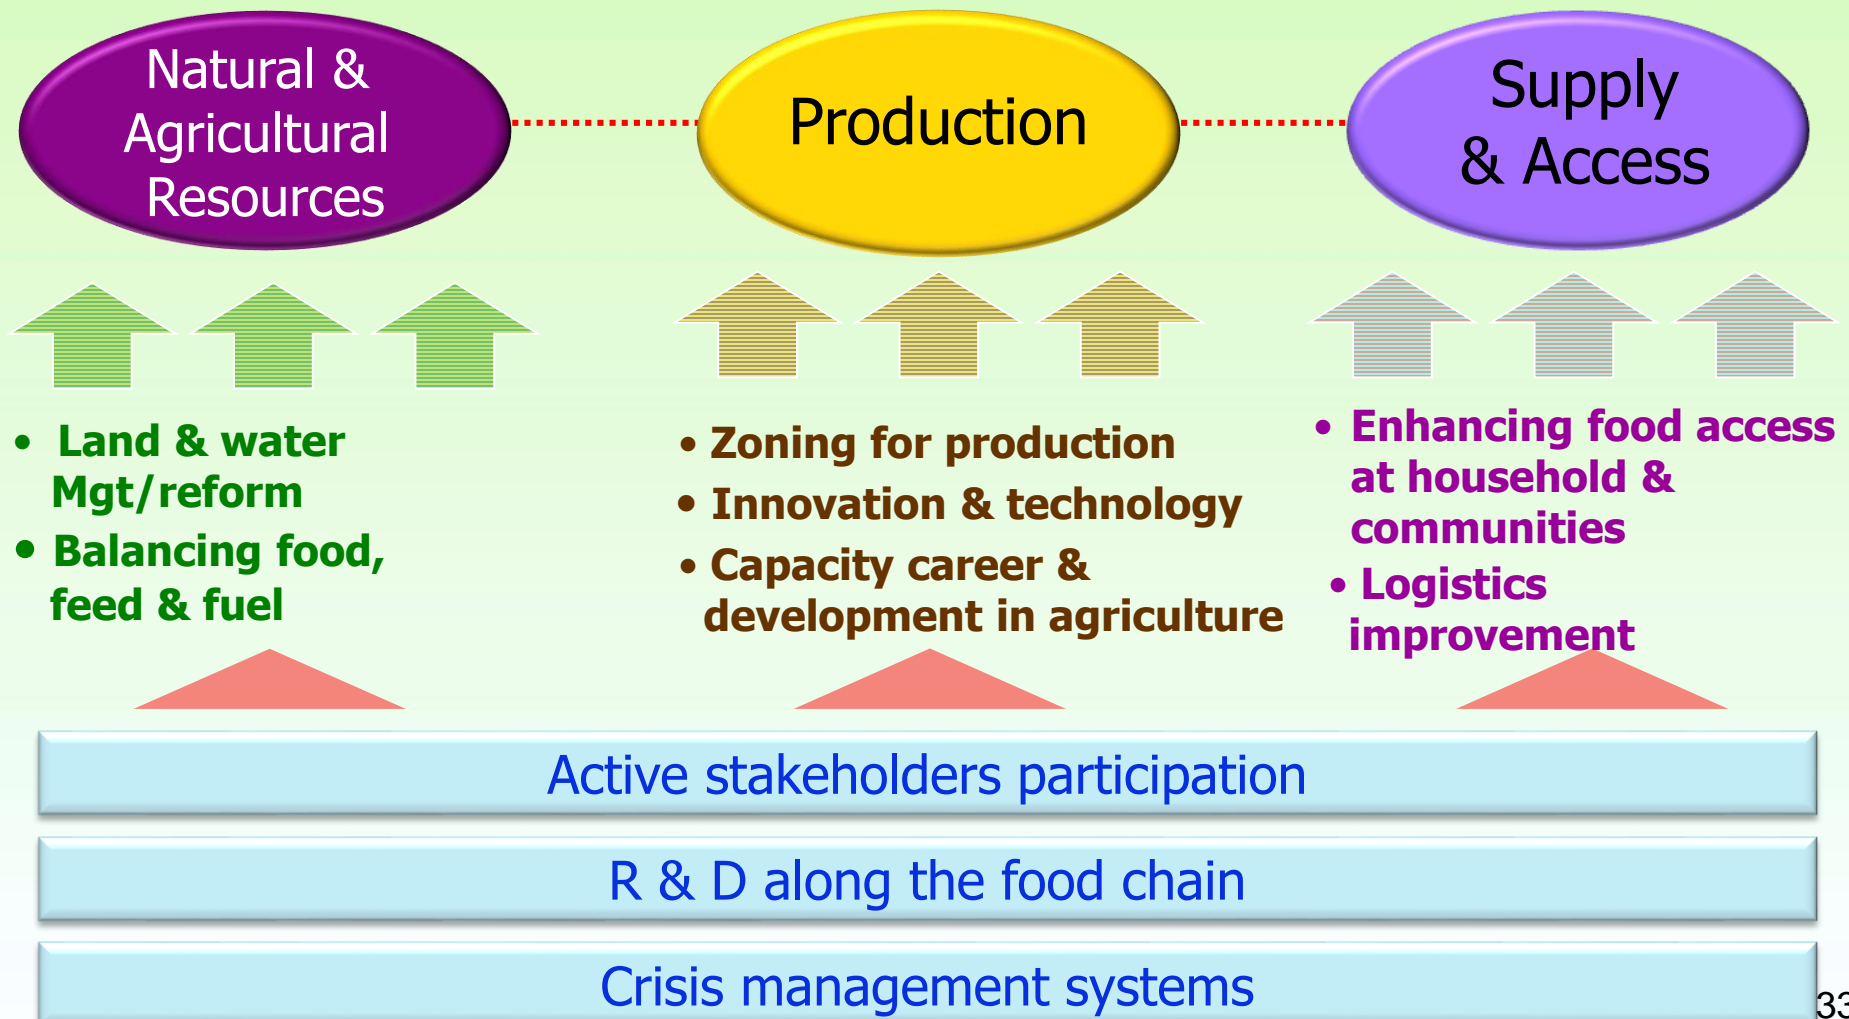 Natural &
Agricultural
Resources
Production
Supply
& Access
• Land & water
Mgt/reform
• Balancing food,
feed & fuel
• Zoning for production
• Innovation & technology
• Capacity career &
development in agriculture
• Enhancing food access
at household &
communities
• Logistics
improvement
Active stakeholders participation
R & D along the food chain
Crisis management systems
33